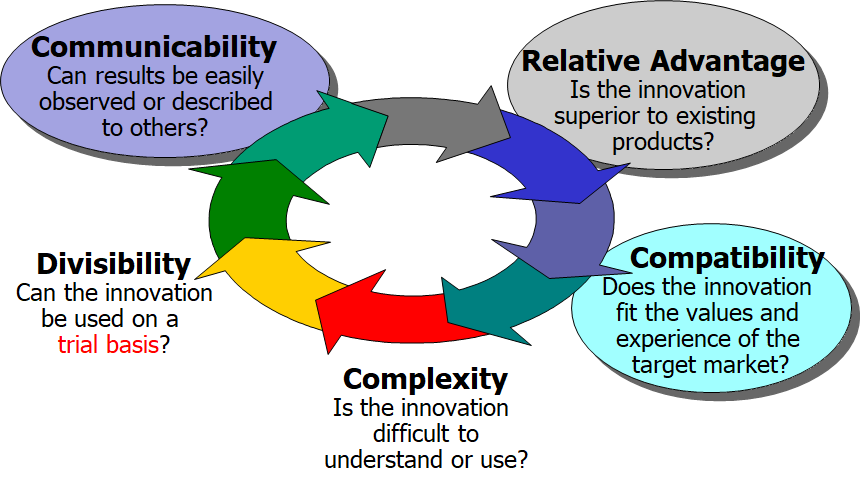 Communicability
Can results be easily
observed or described
to others?
Relative Advantage
Is the innovation
superior to existing
products?
Compatibility
Does the innovation
fit the values and
experience of the
target market?
Complexity
Is the innovation
difficult to
understand or use?
Divisibility
Can the innovation
be used on a
trial basis?